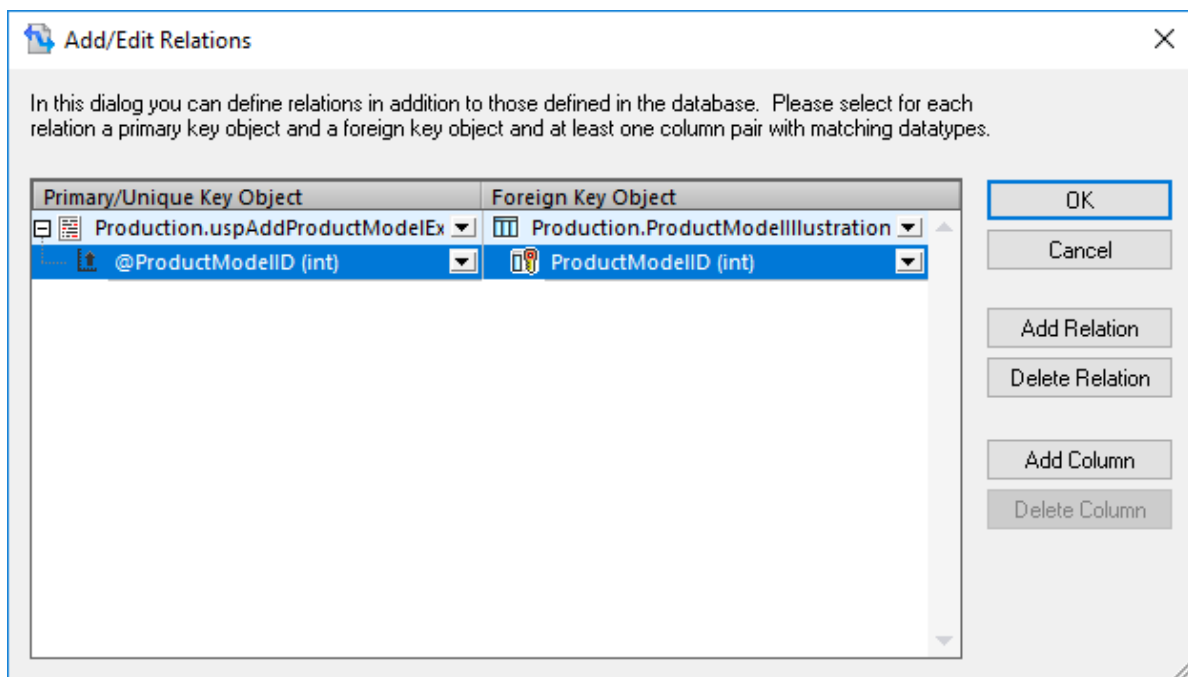 Add/Edit Relations
In this dialog you can define relations in addition to those defined in the database. Please select for each
relation a primary key object and a foreign key object and at least one column pair with matching datatypes.
Primary/Unique Key Object
Foreign Key Object
Production.uspAddProductModelEx
Production.ProductModelIllustration
@ProductModelID (int)
ProductModelID (int)
OK
Cancel
Add Relation
Delete Relation
Add Column
Delete Column